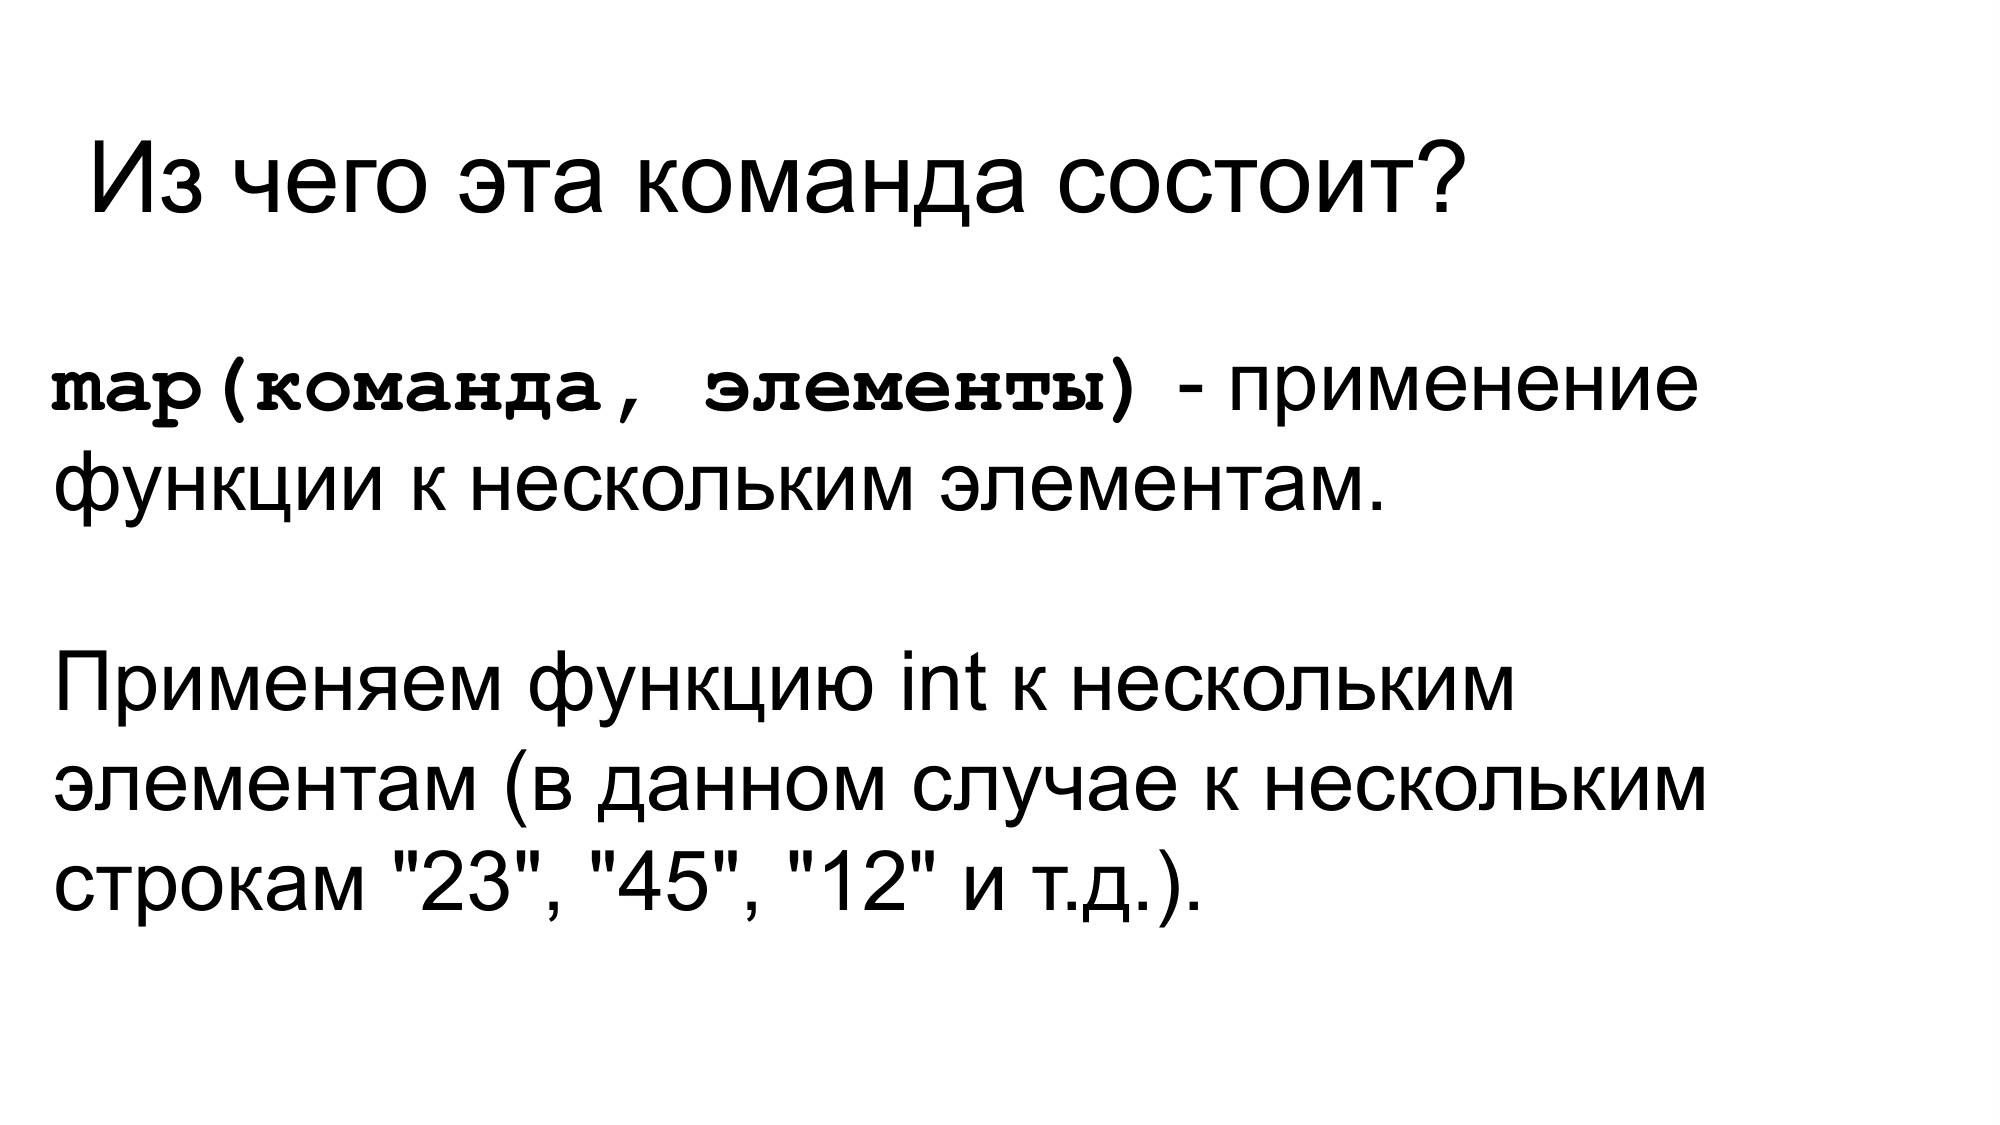 Из чего эта команда состоит?
map(команда, элементы) - применение
функции к нескольким элементам.
Применяем функцию int к нескольким
элементам (в данном случае к нескольким
строкам "23", "45", "12" и т.д.).